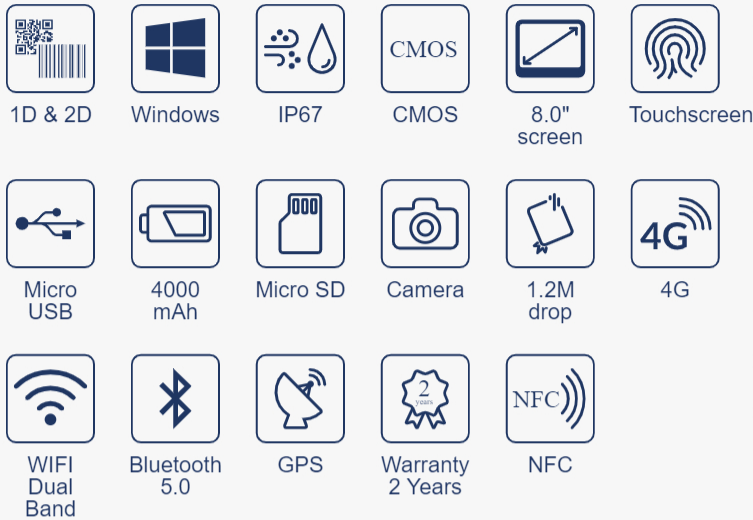 CMOS
1D & 2D
Windows
IP67
CMOS
8.0"
screen
Touchscreen
4G
Micro
USB
4000
mAh
Micro SD
Camera
1.2M
drop
4G
2
years
NFC
WIFI
Dual
Band
Bluetooth
5.0
GPS
Warranty
2 Years
NFC